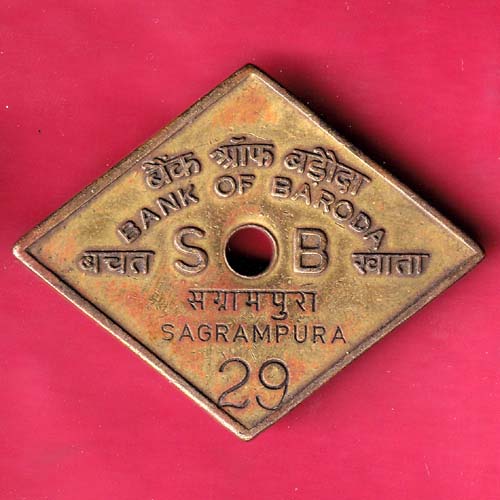 बैंक ऑफ बड़ौदा
BANK OF BARODA
बचत S B खाता
सग्रामपुरा
SAGRAMPURA
29